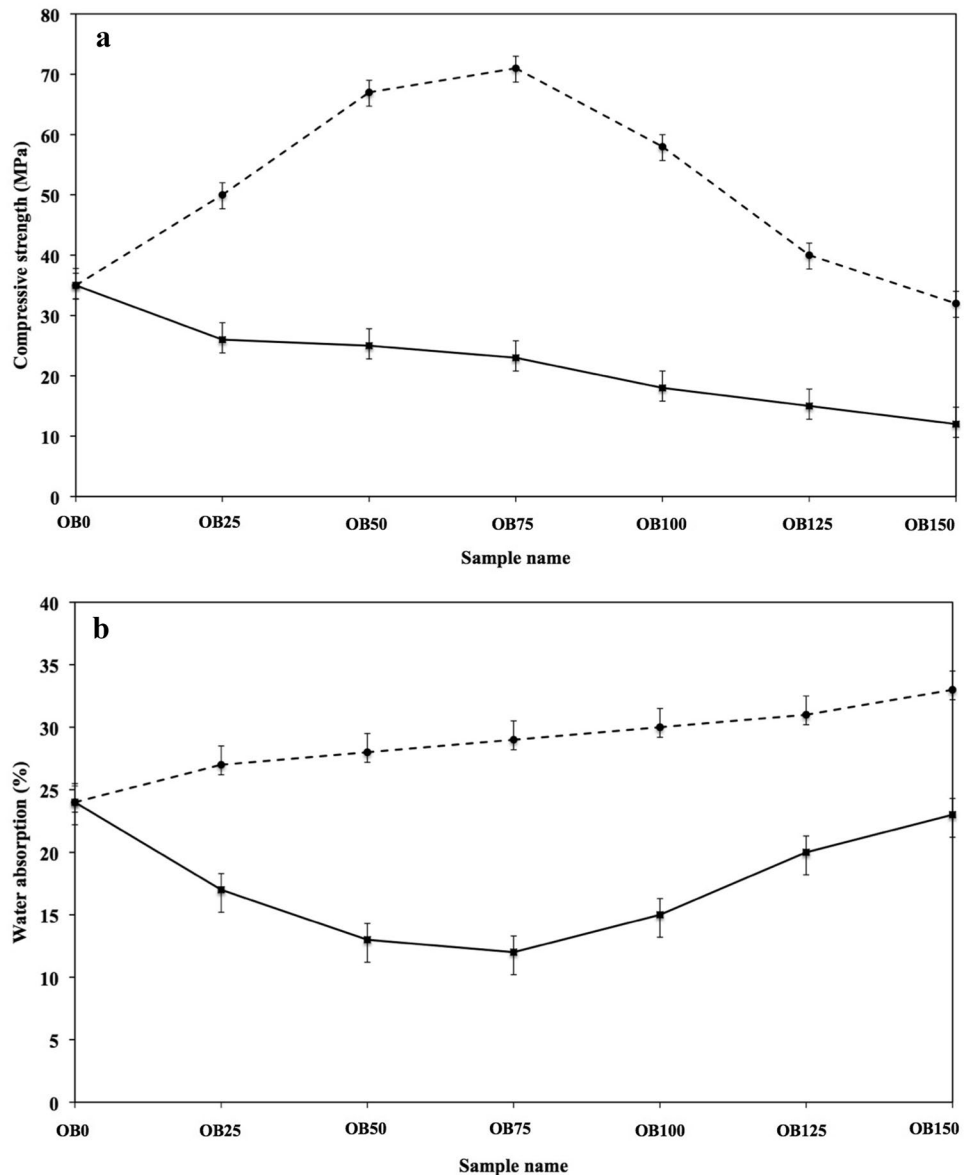 a
80
70
60
50
40
30
20
10
0
Compressive strength (MPa)
OB0 OB25 OB50 OB75 OB100 OB125 OB150
Sample name
b
40
35
30
25
20
15
10
5
0
Water absorption (%)
OB0 OB25 OB50 OB75 OB100 OB125 OB150
Sample name